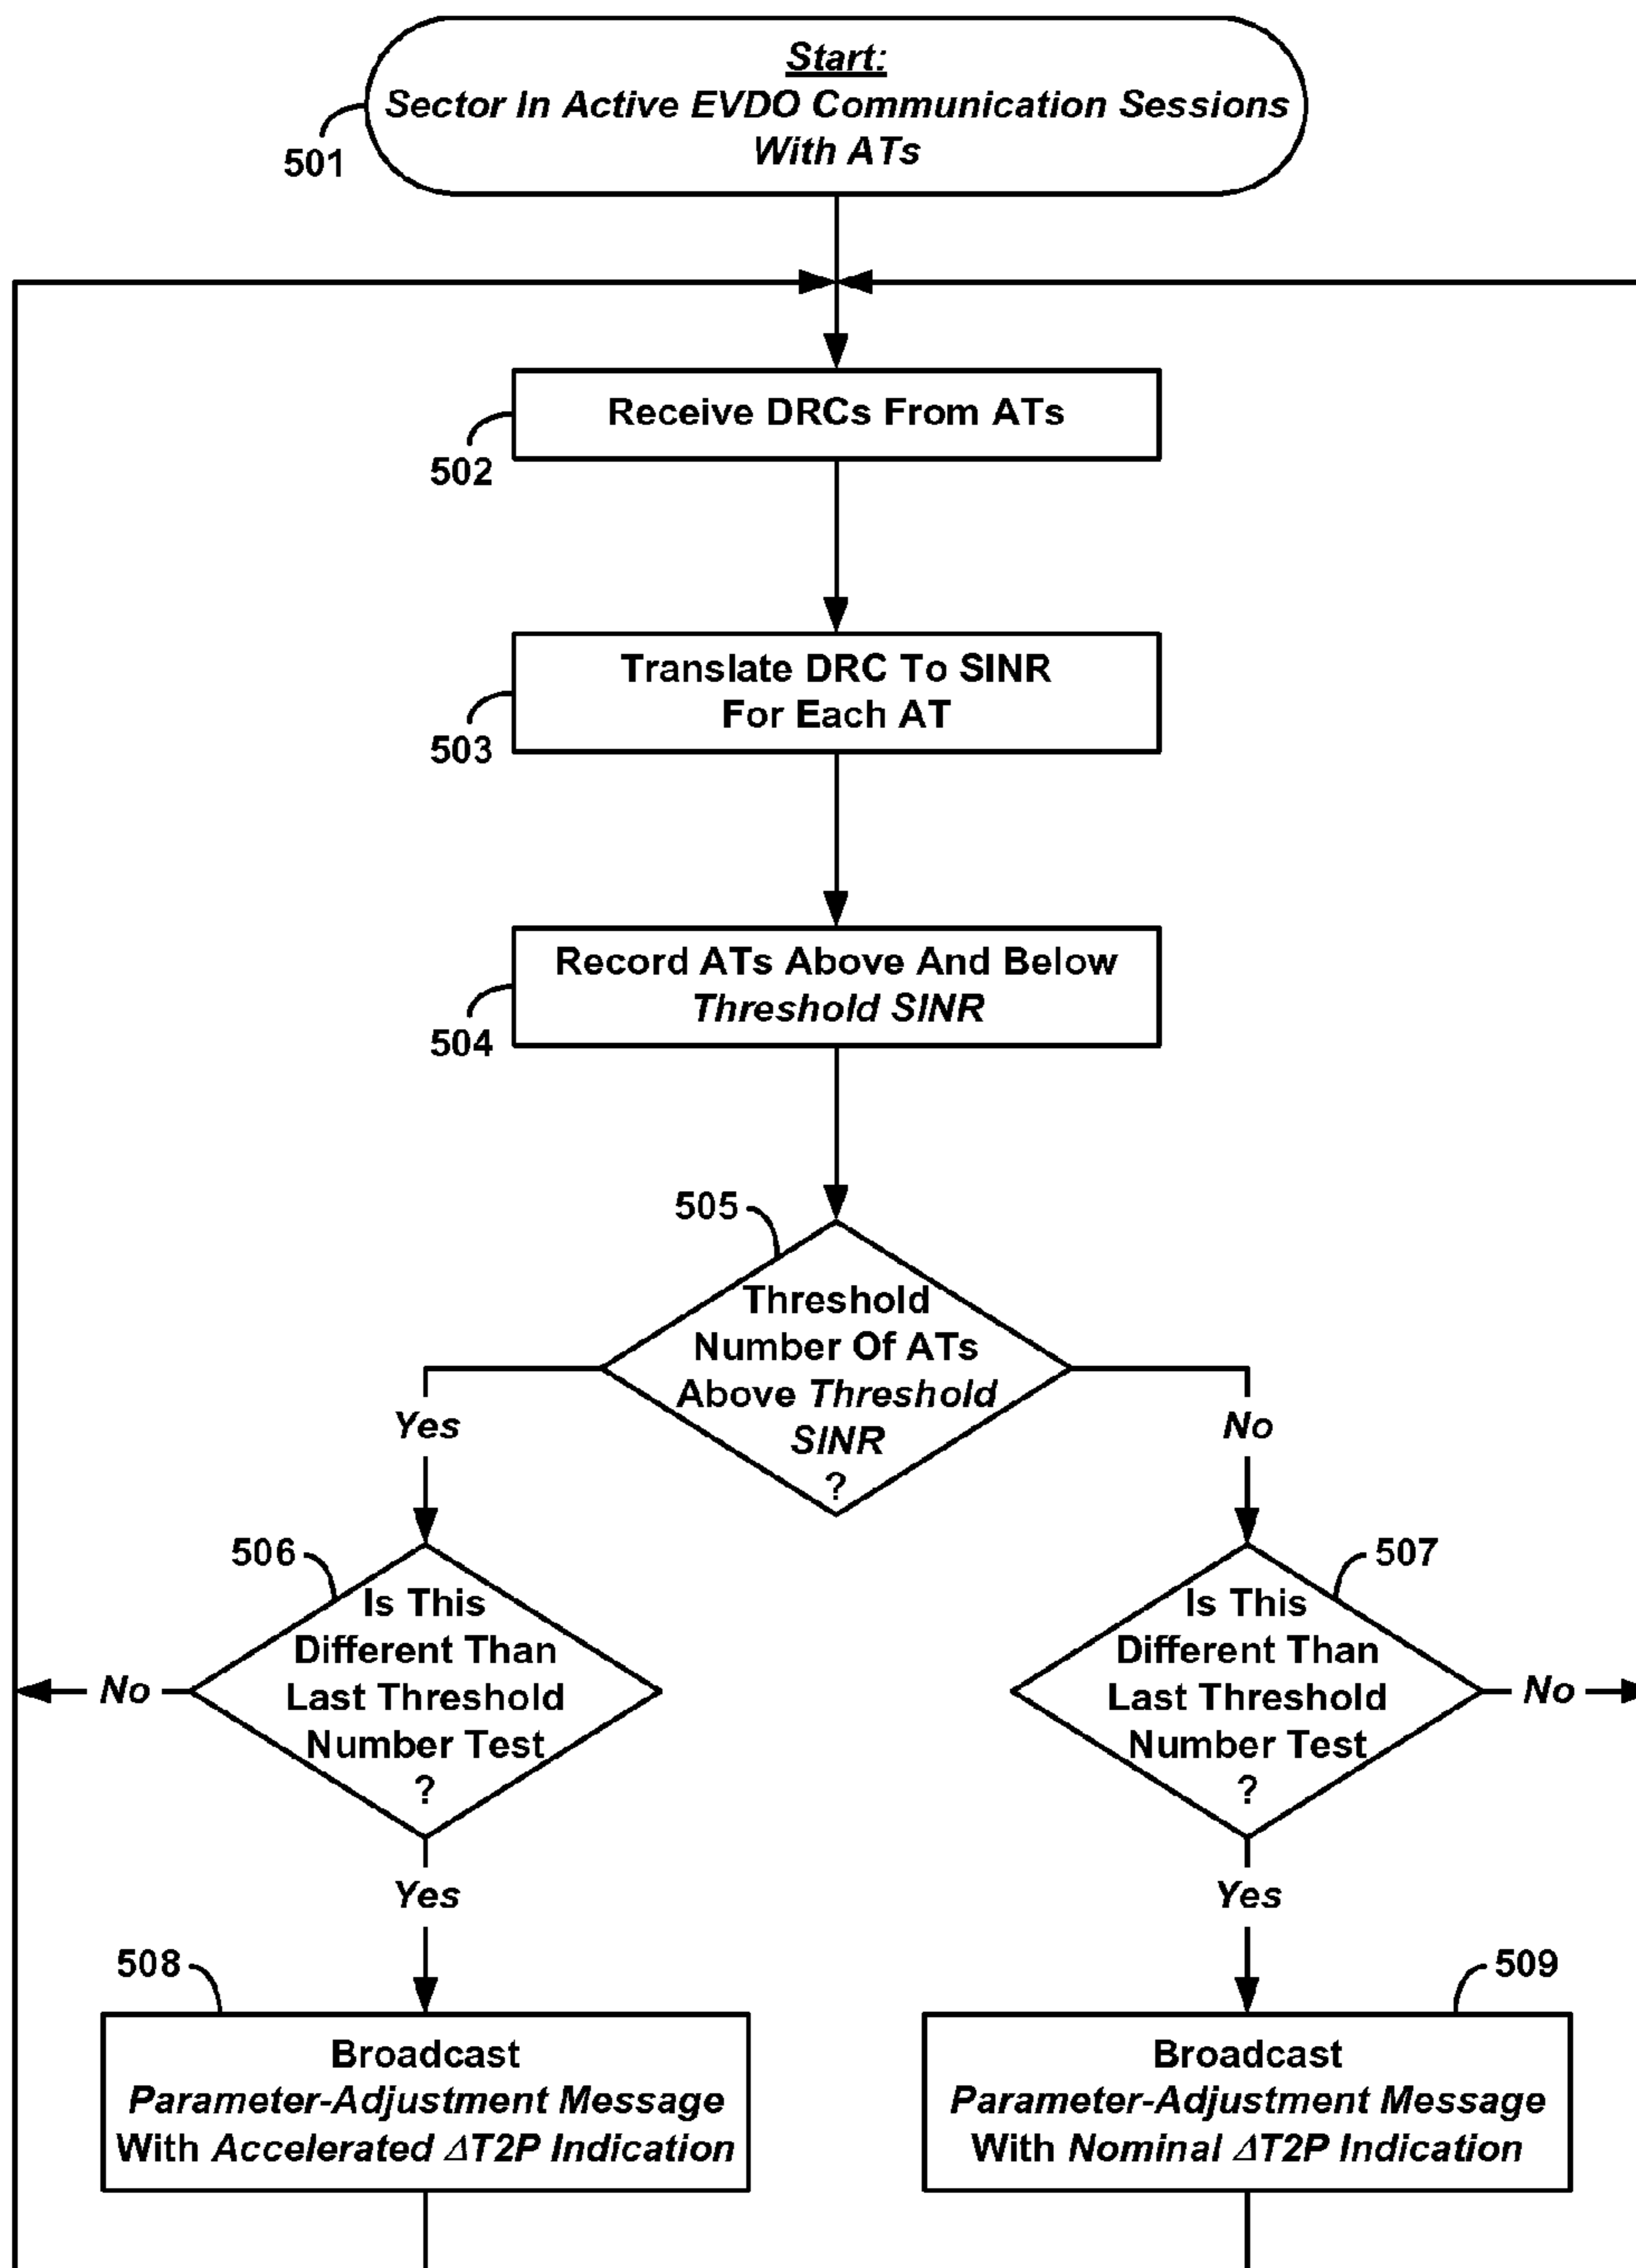 Start:
Sector In Active EVDO Communication Sessions
With ATs
501
Receive DRCs From ATs
502
Translate DRC To SINR
For Each AT
503
Record ATs Above And Below
Threshold SINR
504
505
Threshold
Number Of ATs
Above Threshold
SINR
?
Yes
No
506
Is This
Different Than
Last Threshold
Number Test
?
No
507
Is This
Different Than
Last Threshold
Number Test
?
No
Yes
Yes
508
Broadcast
Parameter-Adjustment Message
With Accelerated ΔT2P Indication
509
Broadcast
Parameter-Adjustment Message
With Nominal ΔT2P Indication